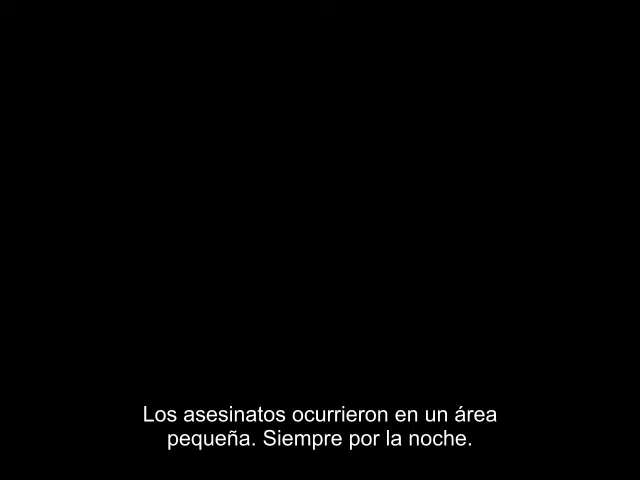 Los asesinatos ocurrieron en un área
pequeña. Siempre por la noche.